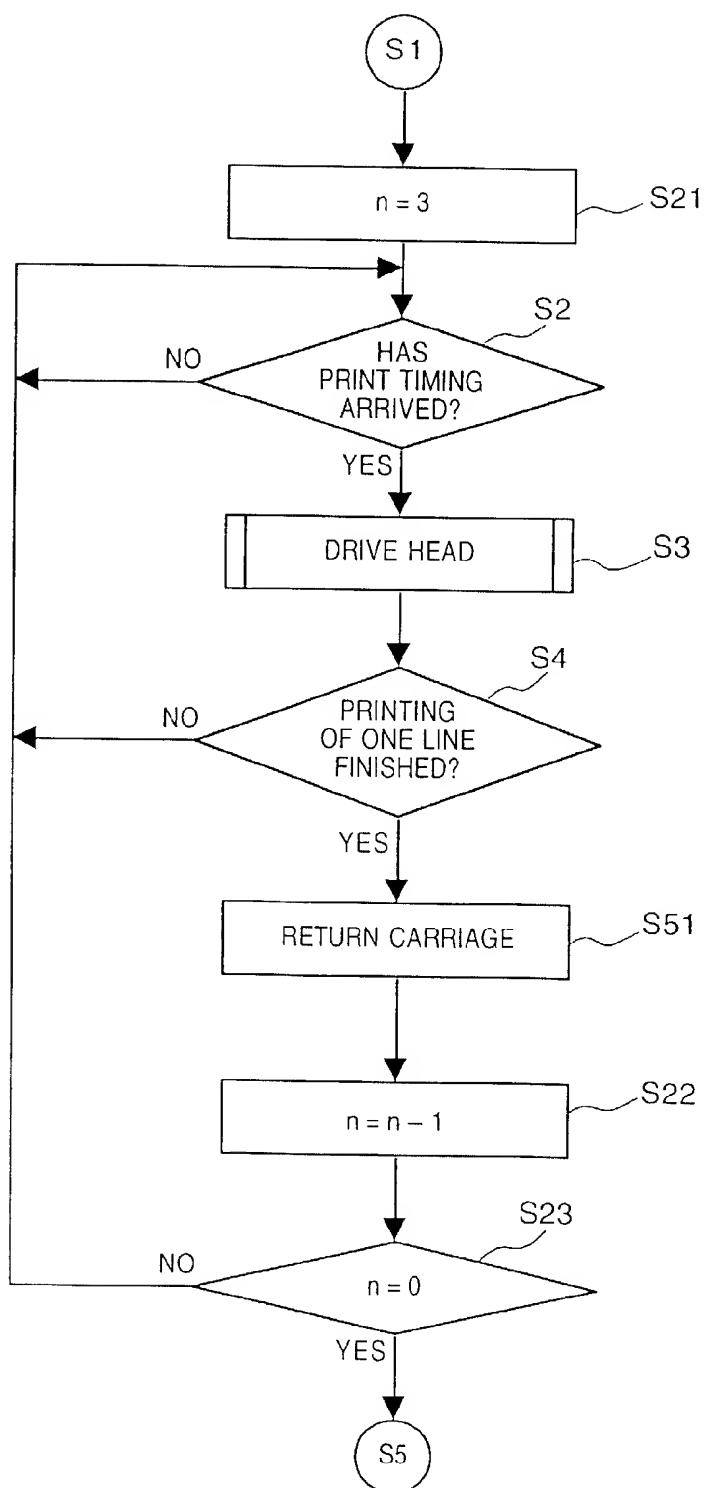 S1
n = 3
S21
S2
HAS
PRINT TIMING
ARRIVED?
NO
YES
DRIVE HEAD
S3
S4
PRINTING
OF ONE LINE
FINISHED?
NO
YES
RETURN CARRIAGE
S51
n = n – 1
S22
S23
n = 0
NO
YES
S5